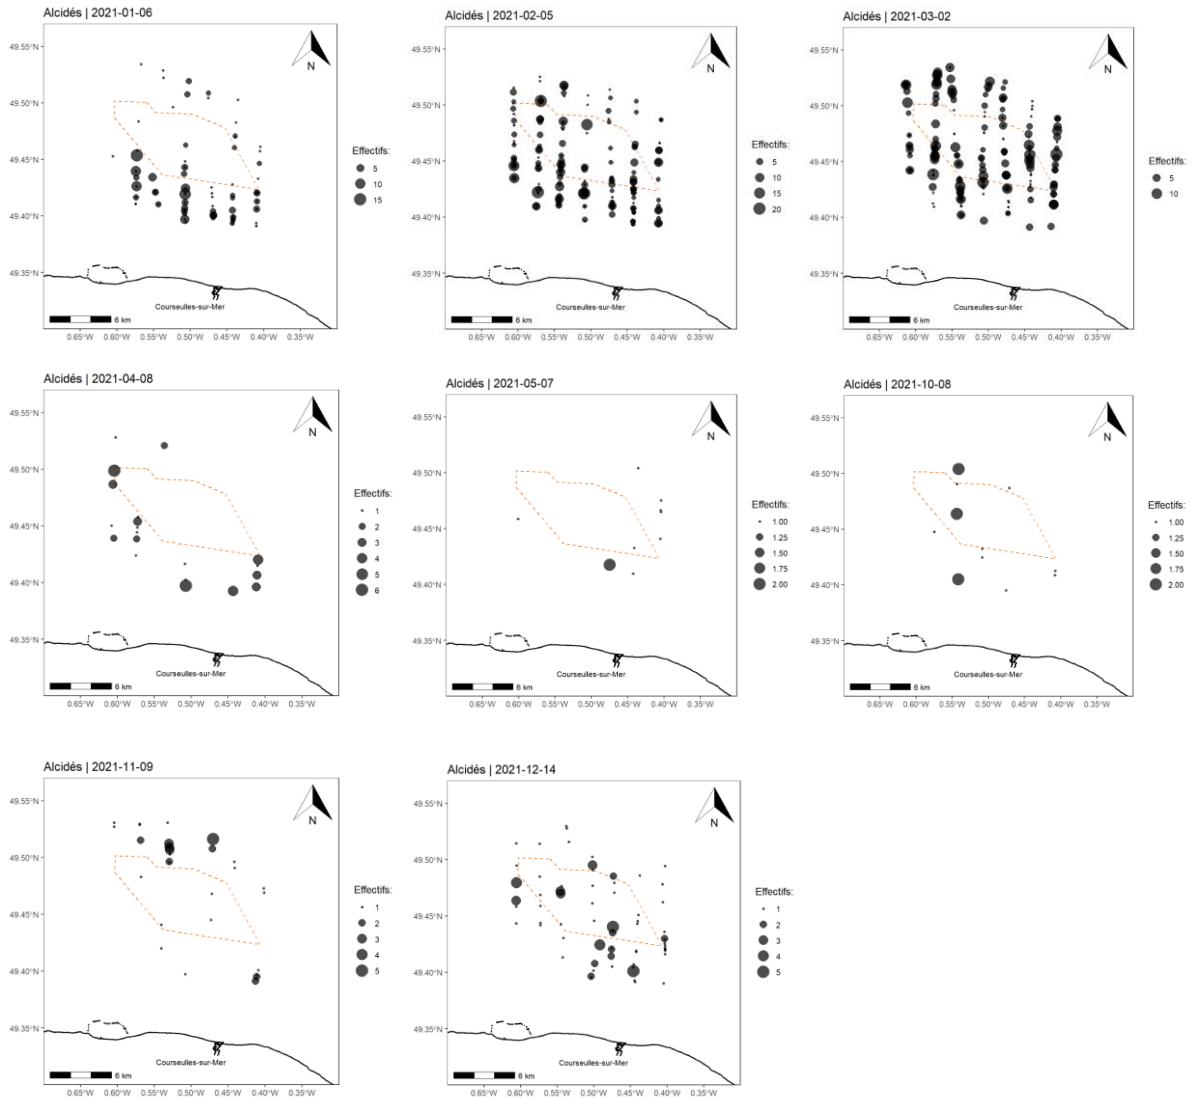 Alcidés | 2021-01-06
49.55°N
49.50°N
49.45°N
49.40°N
49.35°N
N
Effectifs:
5
10
15
Courseulles-sur-Mer
6 km
0.65°W 0.60°W 0.55°W 0.50°W 0.45°W 0.40°W 0.35°W
Alcidés | 2021-02-05
49.55°N
49.50°N
49.45°N
49.40°N
49.35°N
N
Effectifs:
5
10
15
20
Courseulles-sur-Mer
6 km
0.65°W 0.60°W 0.55°W 0.50°W 0.45°W 0.40°W 0.35°W
Alcidés | 2021-03-02
49.55°N
49.50°N
49.45°N
49.40°N
49.35°N
N
Effectifs:
5
10
Courseulles-sur-Mer
6 km
0.65°W 0.60°W 0.55°W 0.50°W 0.45°W 0.40°W 0.35°W
Alcidés | 2021-04-08
49.55°N
49.50°N
49.45°N
49.40°N
49.35°N
N
Effectifs:
1
2
3
4
5
6
Courseulles-sur-Mer
6 km
0.65°W 0.60°W 0.55°W 0.50°W 0.45°W 0.40°W 0.35°W
Alcidés | 2021-05-07
49.55°N
49.50°N
49.45°N
49.40°N
49.35°N
N
Effectifs:
1.00
1.25
1.50
1.75
2.00
Courseulles-sur-Mer
6 km
0.65°W 0.60°W 0.55°W 0.50°W 0.45°W 0.40°W 0.35°W
Alcidés | 2021-10-08
49.55°N
49.50°N
49.45°N
49.40°N
49.35°N
N
Effectifs:
1.00
1.25
1.50
1.75
2.00
Courseulles-sur-Mer
6 km
0.65°W 0.60°W 0.55°W 0.50°W 0.45°W 0.40°W 0.35°W
Alcidés | 2021-11-09
49.55°N
49.50°N
49.45°N
49.40°N
49.35°N
N
Effectifs:
1
2
3
4
5
Courseulles-sur-Mer
6 km
0.65°W 0.60°W 0.55°W 0.50°W 0.45°W 0.40°W 0.35°W
Alcidés | 2021-12-14
49.55°N
49.50°N
49.45°N
49.40°N
49.35°N
N
Effectifs:
1
2
3
4
5
Courseulles-sur-Mer
6 km
0.65°W 0.60°W 0.55°W 0.50°W 0.45°W 0.40°W 0.35°W